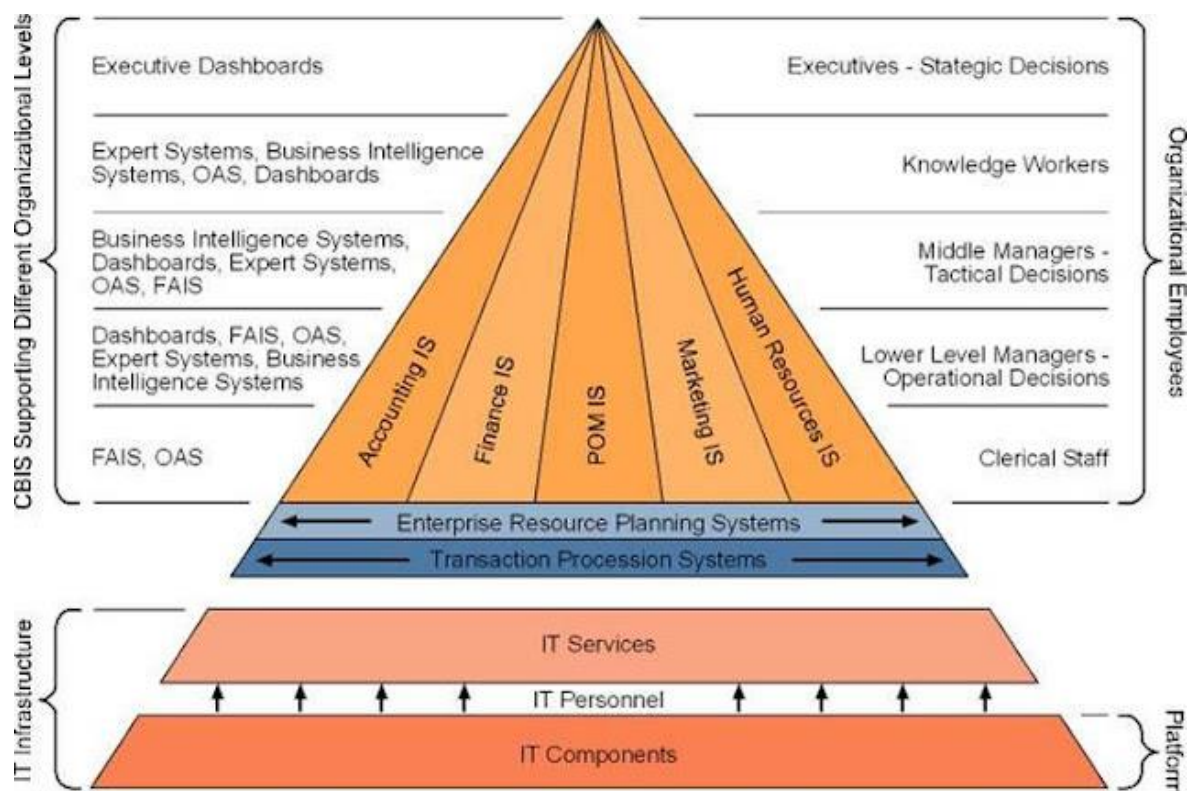 CBIS Supporting Different Organizational Levels
Executive Dashboards
Expert Systems, Business Intelligence
Systems, OAS, Dashboards
Business Intelligence Systems,
Dashboards, Expert Systems,
OAS, FAIS
Dashboards, FAIS, OAS,
Expert Systems, Business
Intelligence Systems
FAIS, OAS
Accounting IS
Finance IS
POM IS
Marketing IS
Human Resources IS
Executives - Stategic Decisions
Knowledge Workers
Middle Managers -
Tactical Decisions
Lower Level Managers -
Operational Decisions
Clerical Staff
Organizational Employees
Enterprise Resource Planning Systems
Transaction Procession Systems
IT Infrastructure
IT Services
IT Personnel
IT Components
Platform